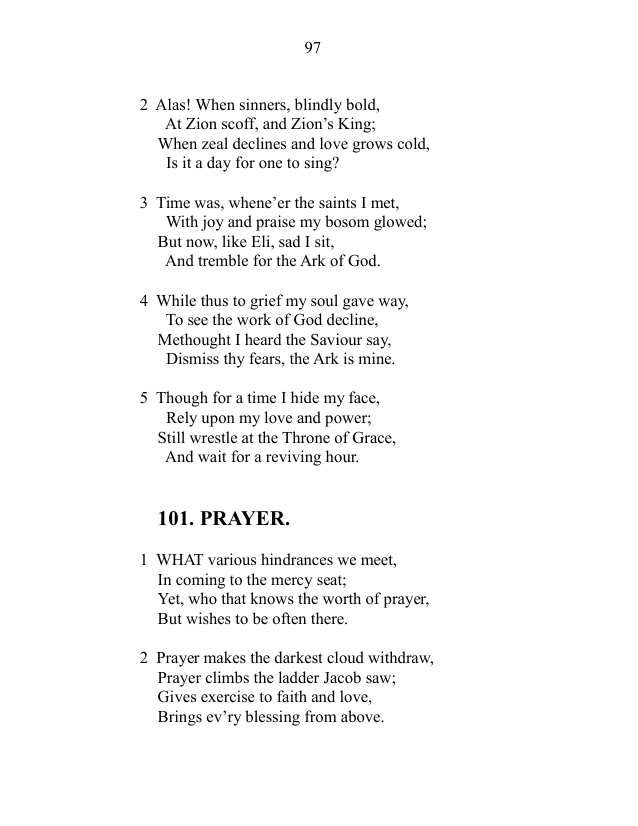 97
2 Alas! When sinners, blindly bold,
At Zion scoff, and Zion’s King;
When zeal declines and love grows cold,
Is it a day for one to sing?
3 Time was, whene’er the saints I met,
With joy and praise my bosom glowed;
But now, like Eli, sad I sit,
And tremble for the Ark of God.
4 While thus to grief my soul gave way,
To see the work of God decline,
Methought I heard the Saviour say,
Dismiss thy fears, the Ark is mine.
5 Though for a time I hide my face,
Rely upon my love and power;
Still wrestle at the Throne of Grace,
And wait for a reviving hour.
101. PRAYER.
1 WHAT various hindrances we meet,
In coming to the mercy seat;
Yet, who that knows the worth of prayer,
But wishes to be often there.
2 Prayer makes the darkest cloud withdraw,
Prayer climbs the ladder Jacob saw;
Gives exercise to faith and love,
Brings ev’ry blessing from above.